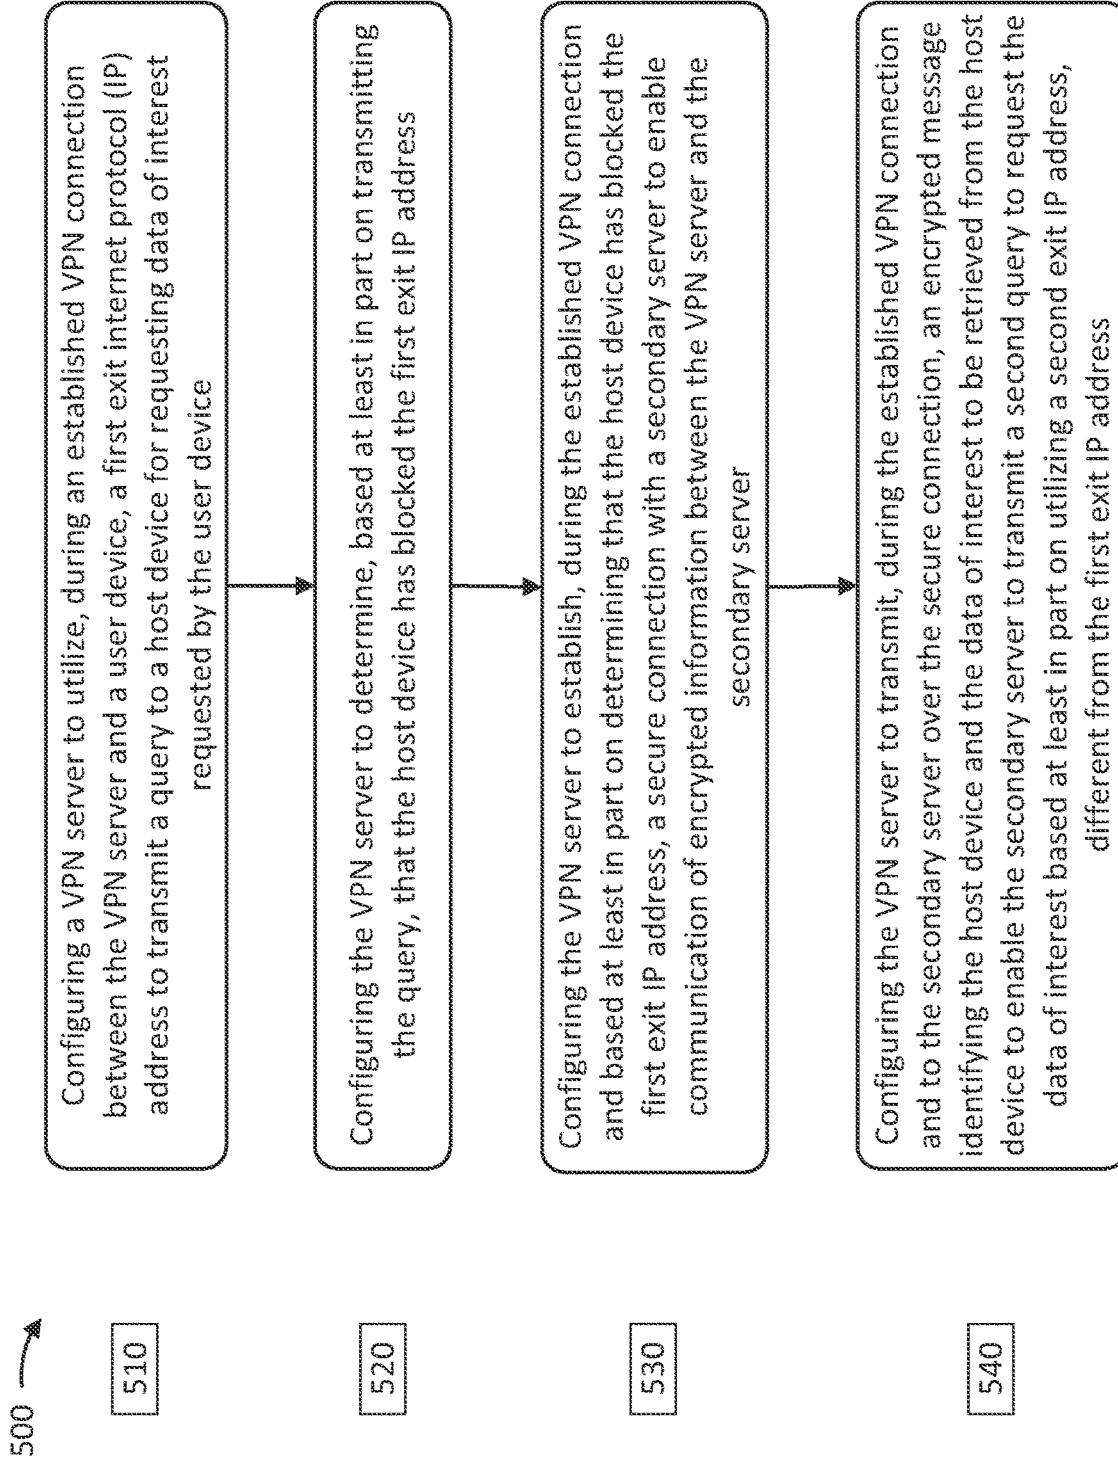 500
510
Configuring a VPN server to utilize, during an established VPN connection
between the VPN server and a user device, a first exit internet protocol (IP)
address to transmit a query to a host device for requesting data of interest
requested by the user device
520
Configuring the VPN server to determine, based at least in part on transmitting
the query, that the host device has blocked the first exit IP address
530
Configuring the VPN server to establish, during the established VPN connection
and based at least in part on determining that the host device has blocked the
first exit IP address, a secure connection with a secondary server to enable
communication of encrypted information between the VPN server and the
secondary server
540
Configuring the VPN server to transmit, during the established VPN connection
and to the secondary server over the secure connection, an encrypted message
identifying the host device and the data of interest to be retrieved from the host
device to enable the secondary server to transmit a second query to request the
data of interest based at least in part on utilizing a second exit IP address,
different from the first exit IP address